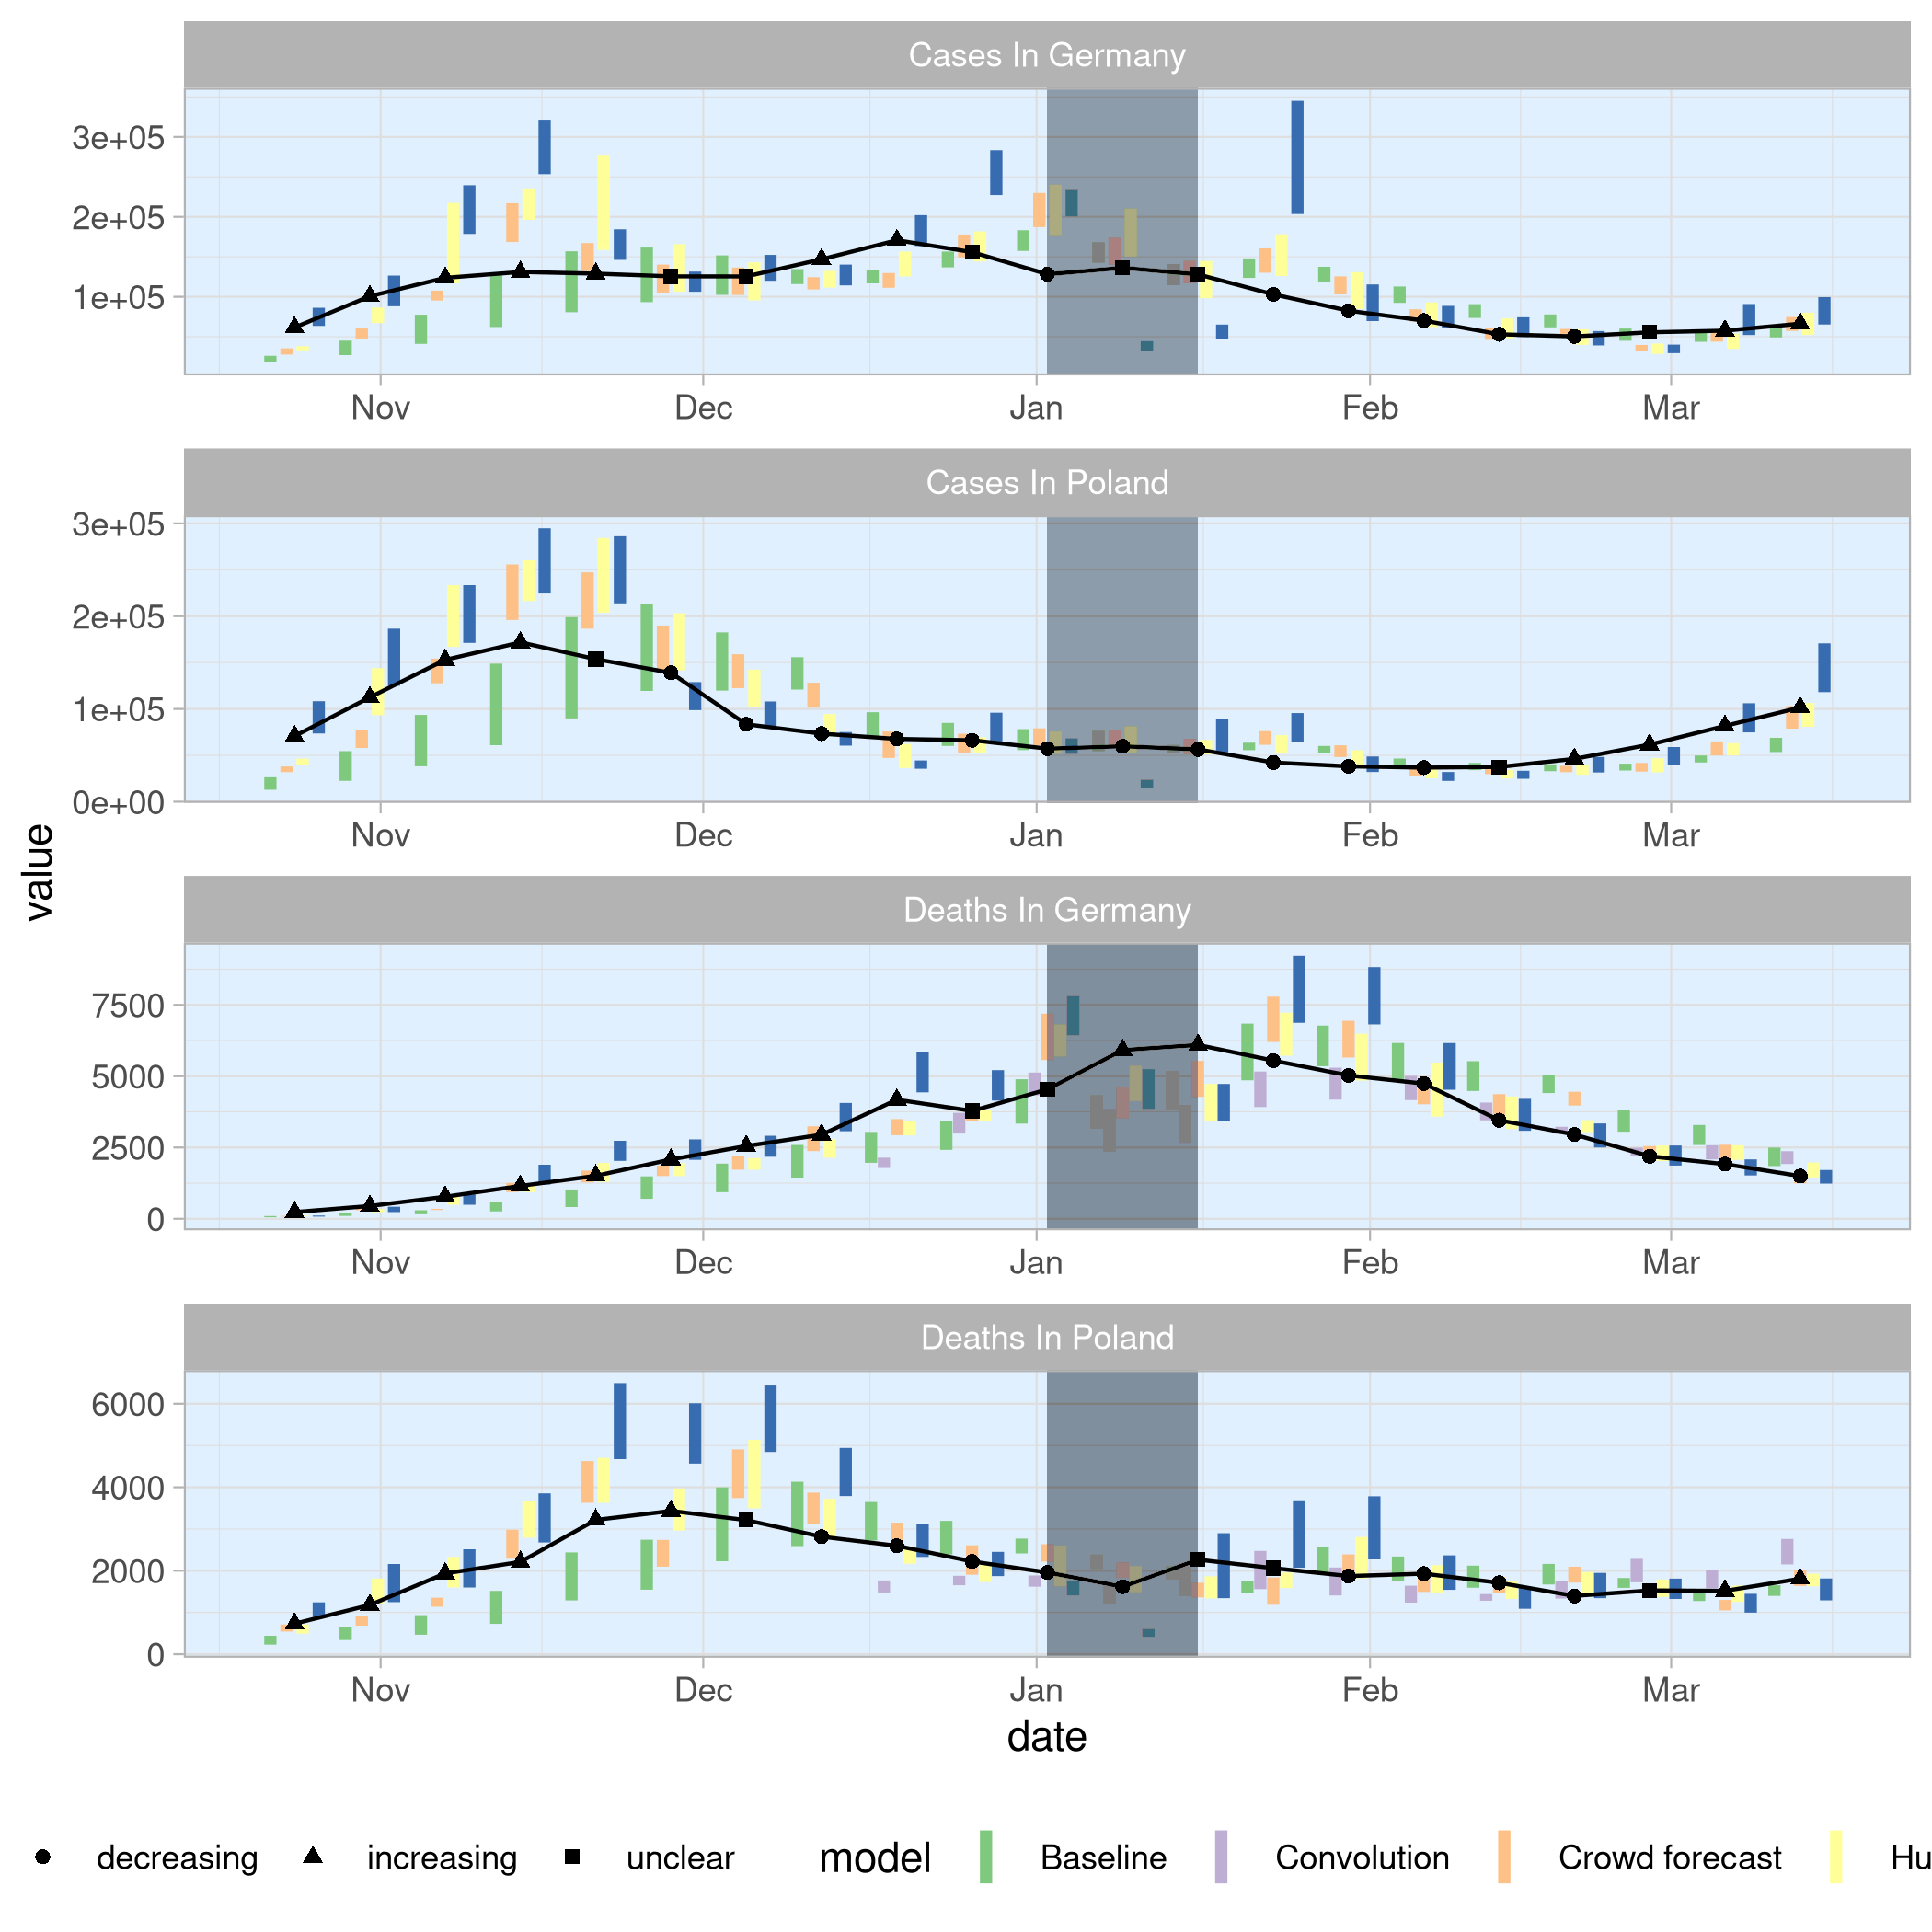 Cases In Germany
3e+05
2e+05
1e+05
Nov Dec Jan Feb Mar
Cases In Poland
3e+05
2e+05
1e+05
0e+00
Nov Dec Jan Feb Mar
value
Deaths In Germany
7500
5000
2500
0
Nov Dec Jan Feb Mar
Deaths In Poland
6000
4000
2000
0
Nov Dec Jan Feb Mar
date
decreasing increasing unclear model Baseline Convolution Crowd forecast